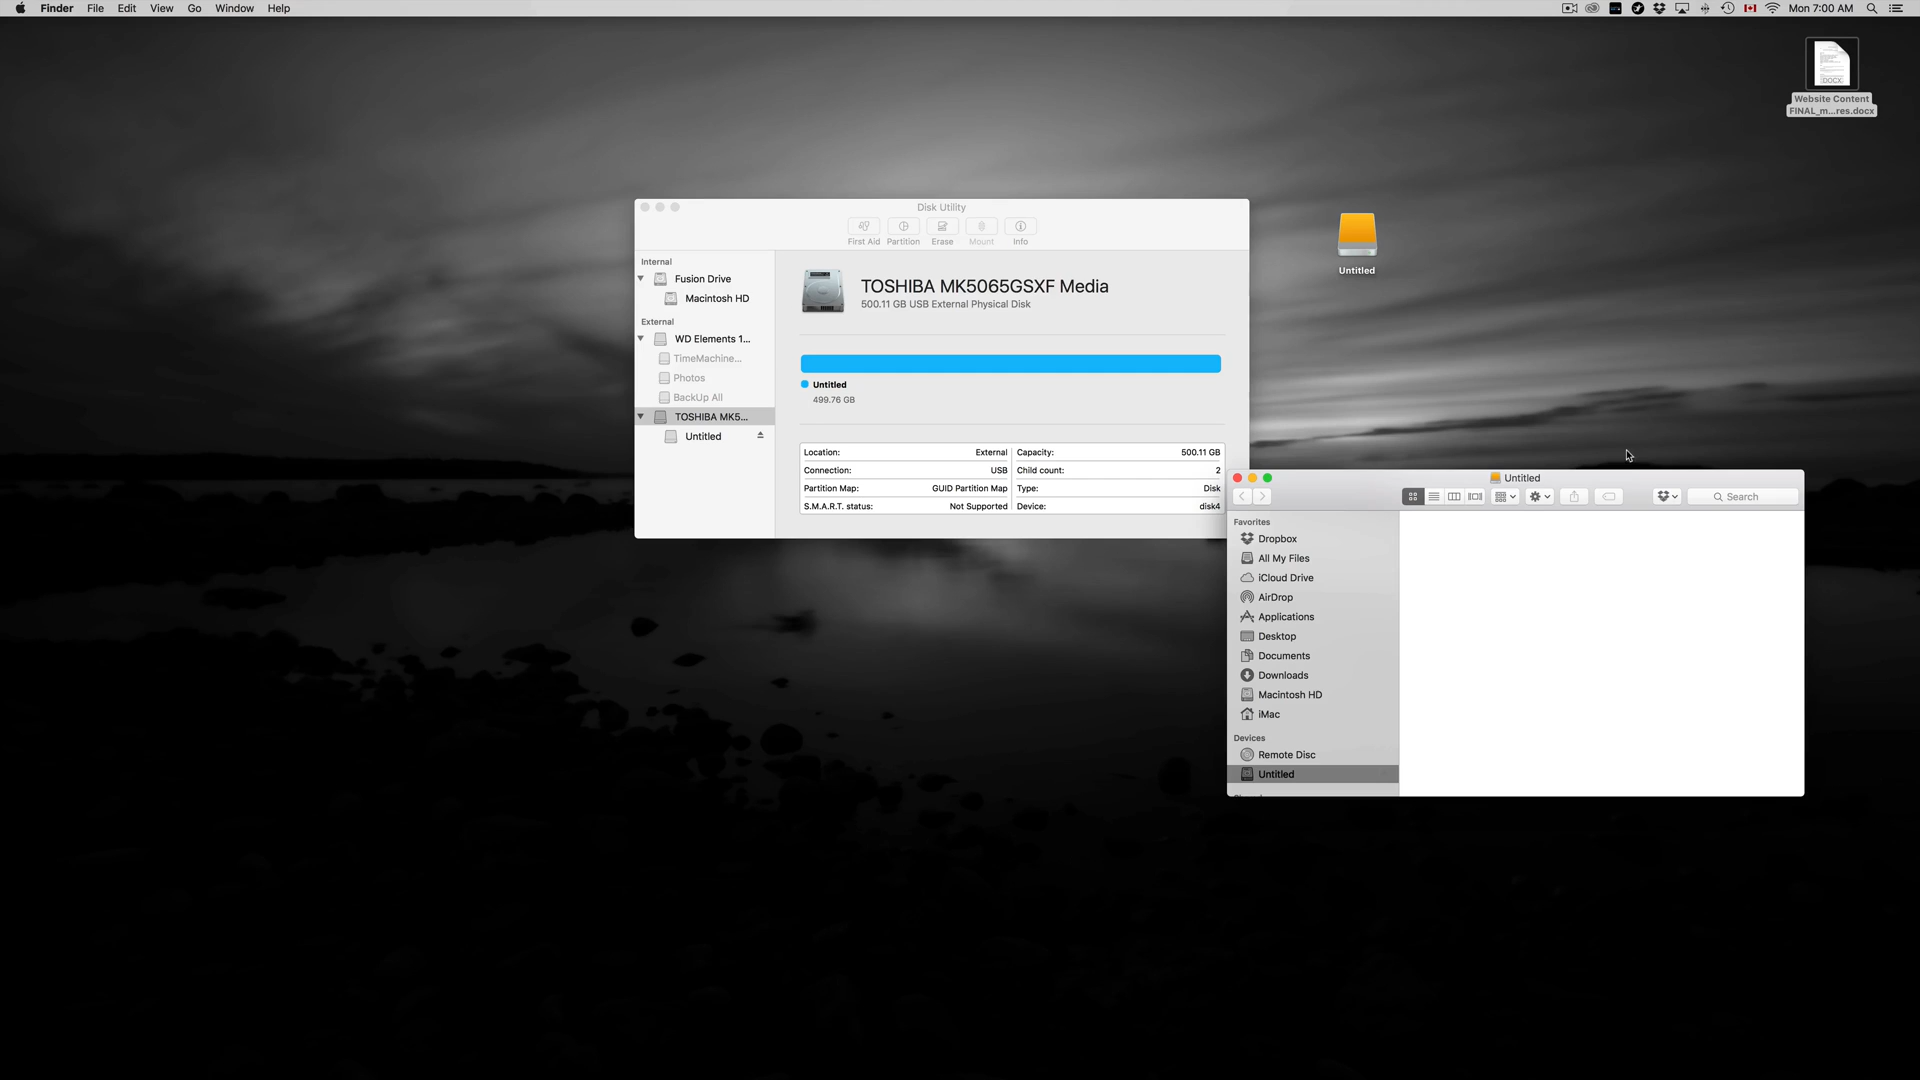 Finder File Edit View Go Window Help
Mon 7:00 AM
DOCX
Website Content
FINAL_m...res.docx
Disk Utility
First Aid Partition Erase Mount Info
Internal
Fusion Drive
Macintosh HD
External
WD Elements 1...
TimeMachine...
Photos
BackUp All
TOSHIBA MK5...
Untitled
TOSHIBA MK5065GSXF Media
500.11 GB USB External Physical Disk
Untitled
499.76 GB
Location: External Capacity: 500.11 GB
Connection: USB Child count: 2
Partition Map: GUID Partition Map Type: Disk
S.M.A.R.T. status: Not Supported Device: disk4
Untitled
Untitled
Search
Favorites
Dropbox
All My Files
iCloud Drive
AirDrop
Applications
Desktop
Documents
Downloads
Macintosh HD
iMac
Devices
Remote Disc
Untitled